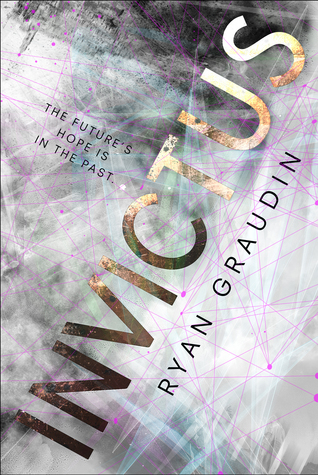 THE FUTURE'S
HOPE IS
IN THE PAST.
INVICTUS
RYAN GRAUDIN